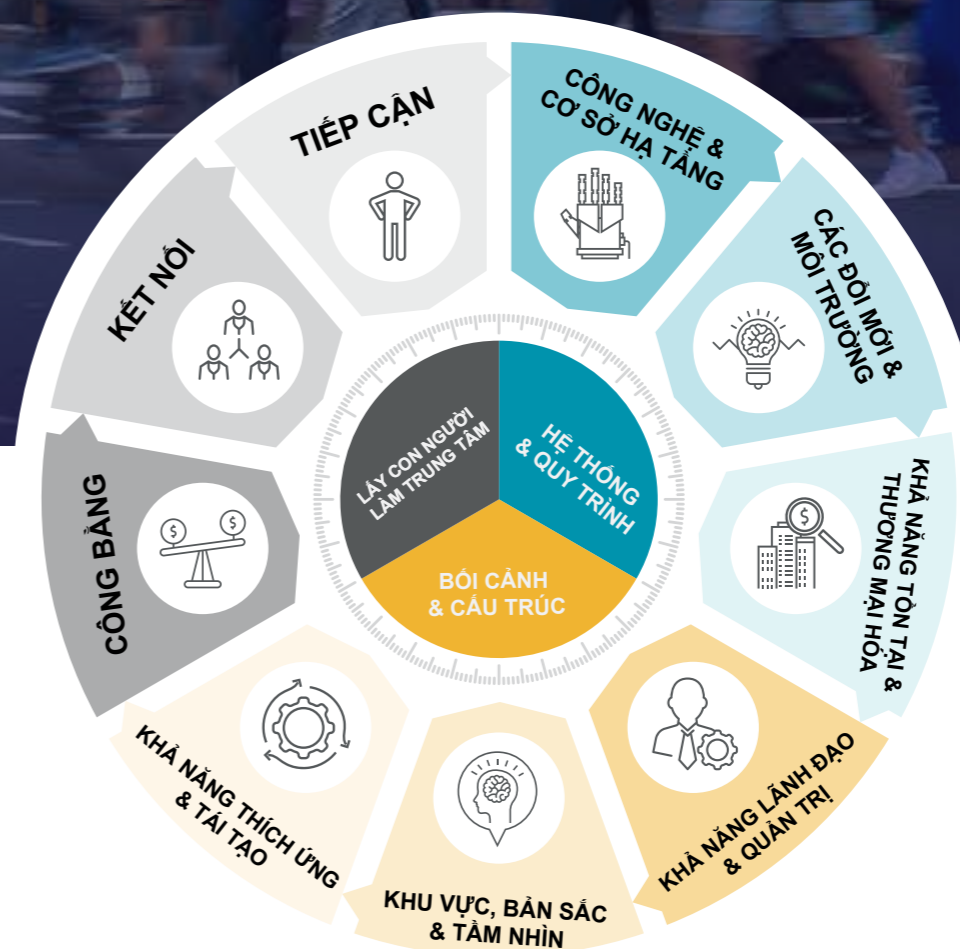 TIẾP CẬN
CÔNG NGHỆ &
CƠ SỞ HẠ TẦNG
CÁC ĐỔI MỚI &
MÔI TRƯỜNG
KHẢ NĂNG TỒN TẠI &
THƯƠNG MẠI HÓA
KHẢ NĂNG LÃNH ĐẠO
& QUẢN TRỊ
KHU VỰC, BẢN SẮC
& TẦM NHÌN
KHẢ NĂNG THÍCH ỨNG
& TÁI TẠO
CÔNG BẰNG
KẾT NỐI
LẤY CON NGƯỜI
LÀM TRUNG TÂM
HỆ THỐNG
& QUY TRÌNH
BỐI CẢNH
& CẤU TRÚC
$
$
$